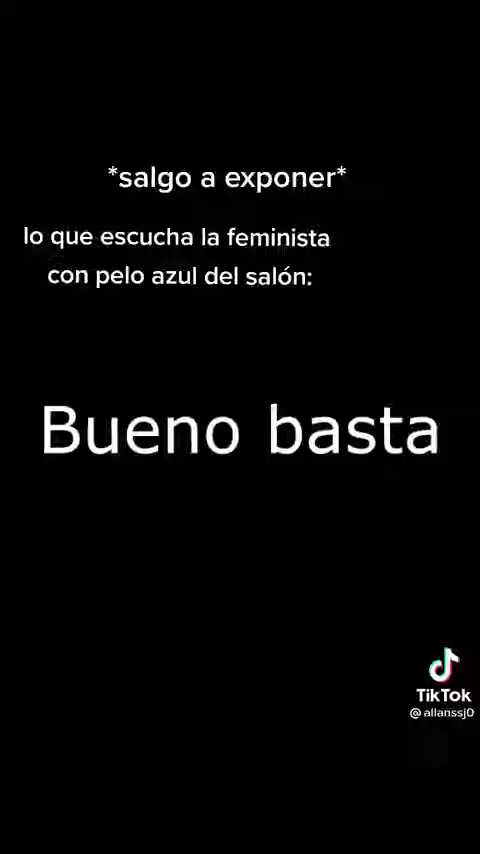 *salgo a exponer*
lo que escucha la feminista
con pelo azul del salón:
Bueno basta
TikTok
@allanssj0